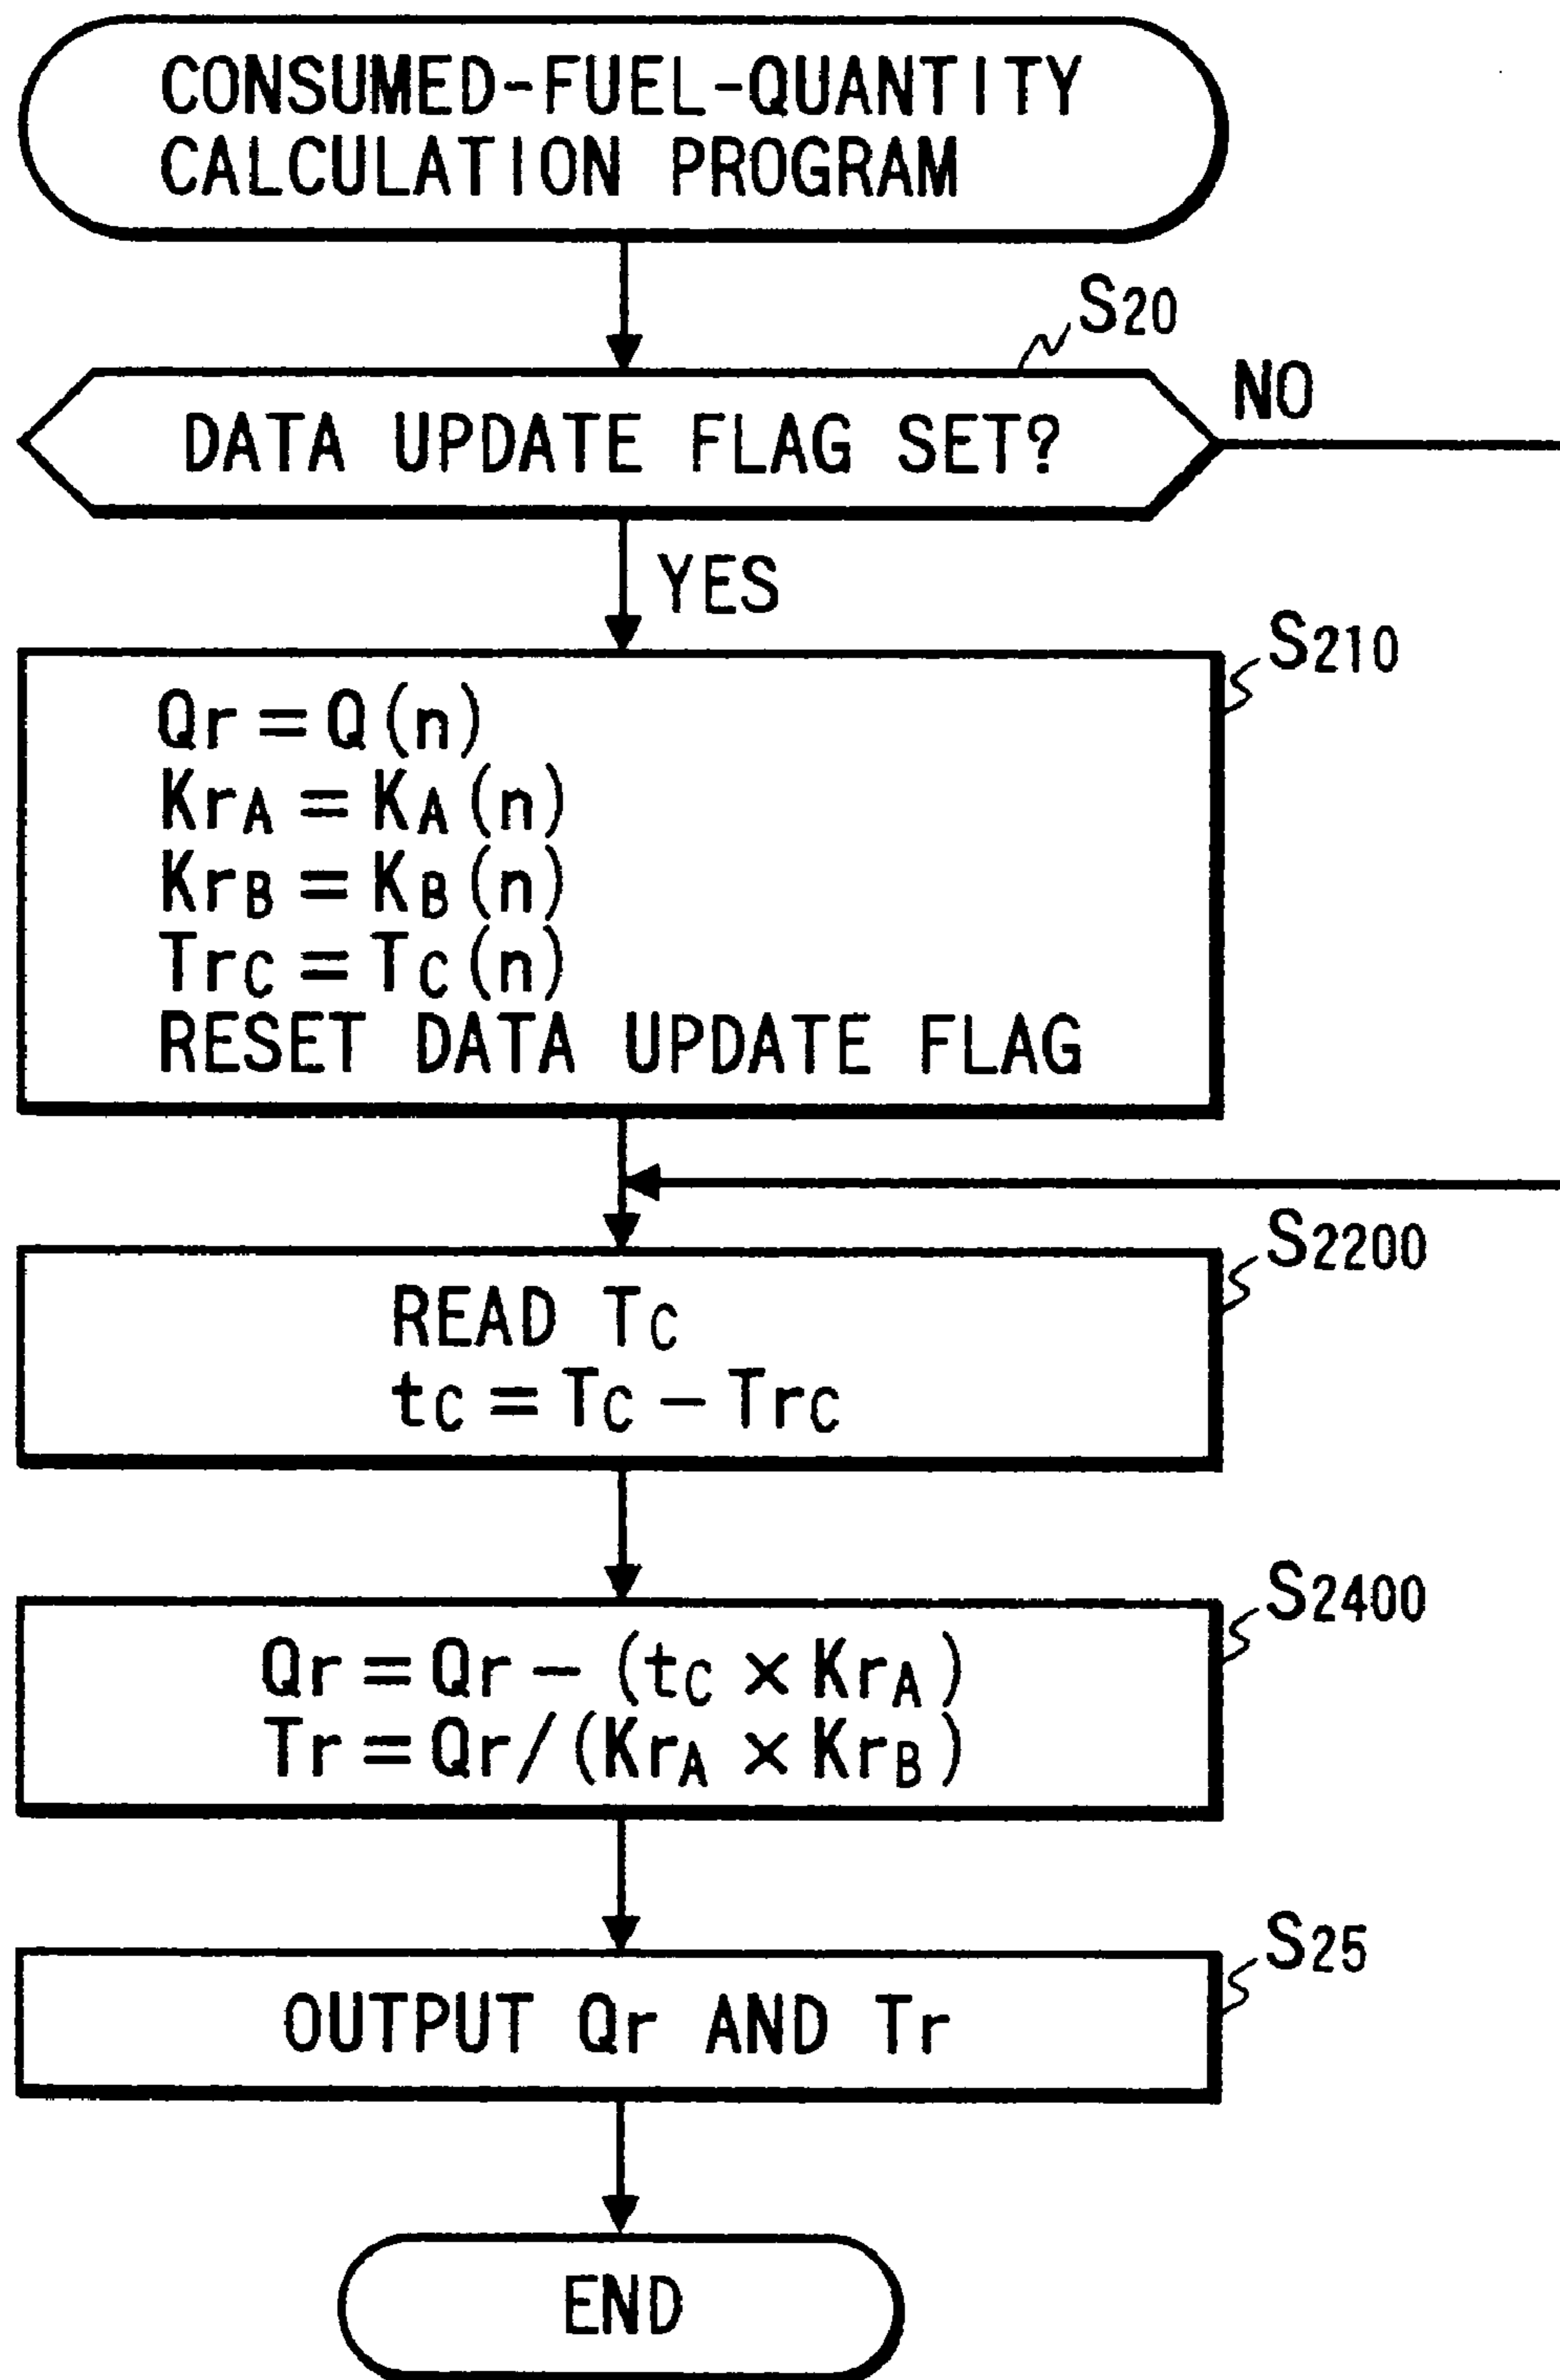 CONSUMED-FUEL-QUANTITY
CALCULATION PROGRAM
S20
DATA UPDATE FLAG SET?
NO
YES
S210
Qr = Q(n)
KrA = KA(n)
KrB = KB(n)
TrC = TC(n)
RESET DATA UPDATE FLAG
S2200
READ TC
tC = TC - TrC
S2400
Qr = Qr - (tC × KrA)
Tr = Qr/(KrA × KrB)
S25
OUTPUT Qr AND Tr
END